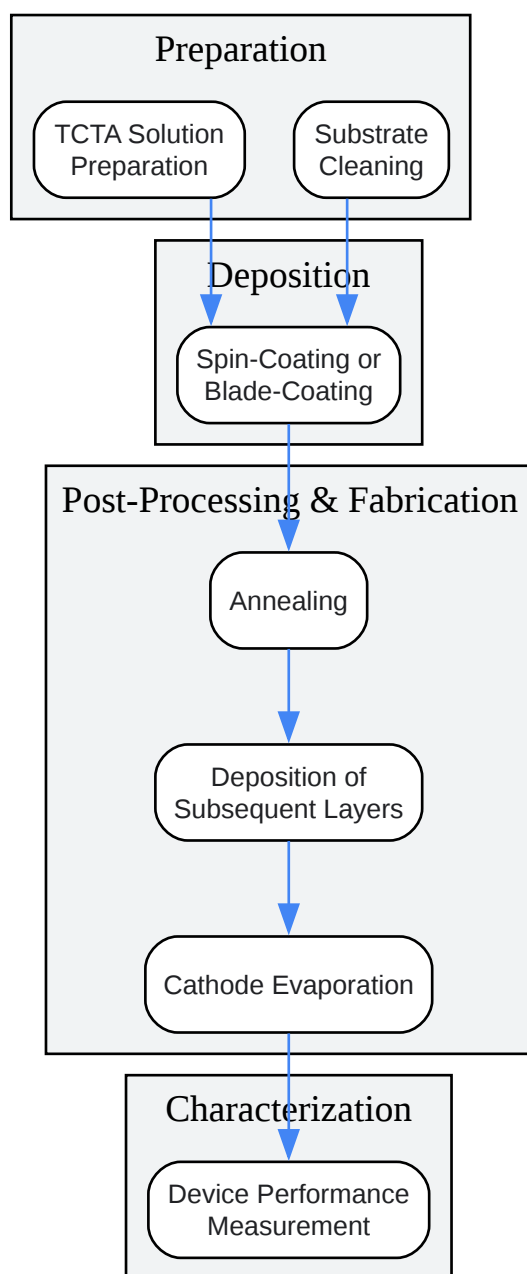 Preparation
TCTA Solution
Preparation
Substrate
Cleaning
Deposition
Spin-Coating or
Blade-Coating
Post-Processing & Fabrication
Annealing
Deposition of
Subsequent Layers
Cathode Evaporation
Characterization
Device Performance
Measurement